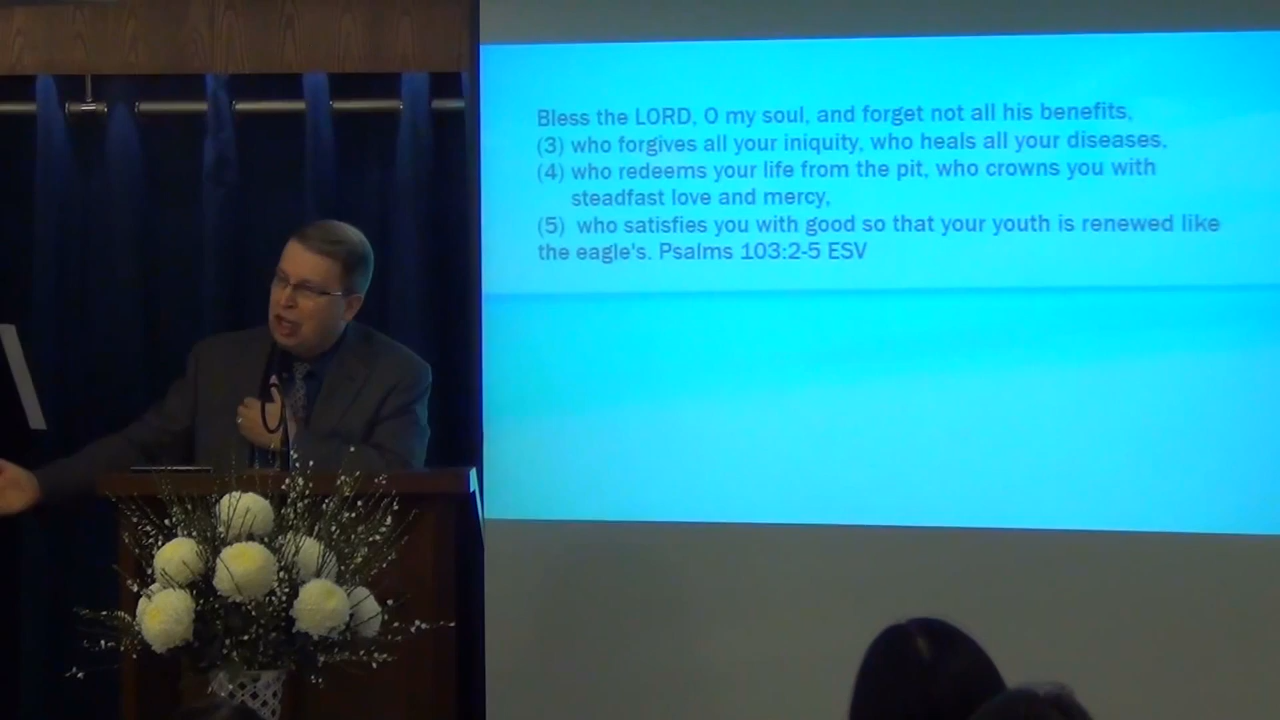 Bless the LORD, O my soul, and forget not all his benefits,
(3) who forgives all your iniquity, who heals all your diseases,
(4) who redeems your life from the pit, who crowns you with
steadfast love and mercy,
(5) who satisfies you with good so that your youth is renewed like
the eagle's. Psalms 103:2-5 ESV